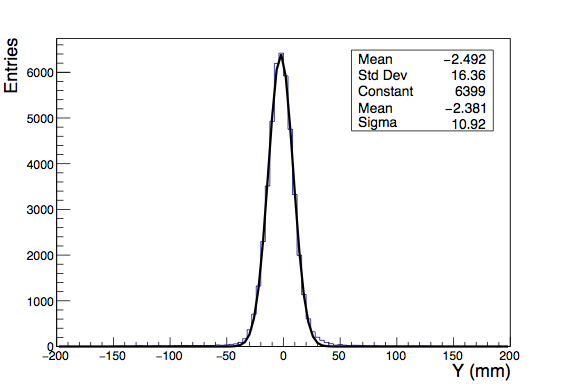 Entries
Mean −2.492
Std Dev 16.36
Constant 6399
Mean −2.381
Sigma 10.92
6000
5000
4000
3000
2000
1000
0
−200 −150 −100 −50 0 50 100 150 200
Y (mm)